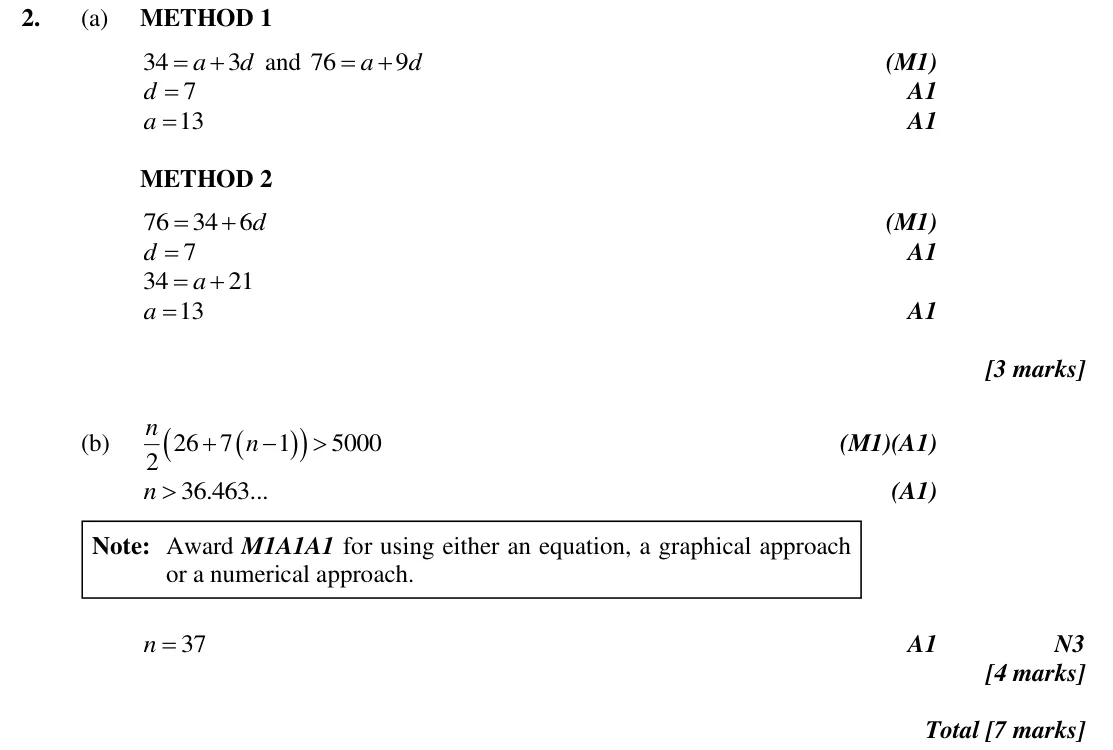 2. (a) METHOD 1
34 = a + 3d and 76 = a + 9d (M1)
d = 7 A1
a = 13 A1
METHOD 2
76 = 34 + 6d (M1)
d = 7 A1
34 = a + 21
a = 13 A1
[3 marks]
(b) n/2 (26 + 7(n − 1)) > 5000 (M1)(A1)
n > 36.463... (A1)
Note: Award M1A1A1 for using either an equation, a graphical approach
or a numerical approach.
n = 37 A1 N3
[4 marks]
Total [7 marks]